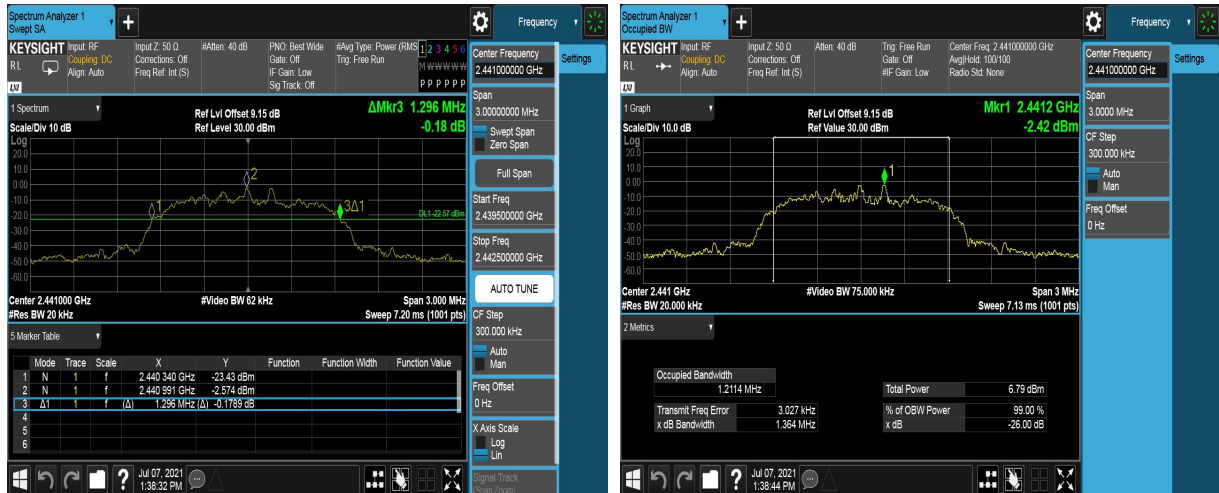 Spectrum Analyzer 1
Swept SA
Frequency
KEYSIGHT
RL
LXI
Input: RF
Coupling: DC
Align: Auto
Input Z: 50 Ω
Corrections: Off
Freq Ref: Int (S)
#Atten: 40 dB
PNO: Best Wide
Gate: Off
IF Gain: Low
Sig Track: Off
#Avg Type: Power (RMS
Trig: Free Run
1 2 3 4 5 6
M W W W W W
P P P P P P
1 Spectrum
Scale/Div 10 dB
Ref Lvl Offset 9.15 dB
Ref Level 30.00 dBm
ΔMkr3 1.296 MHz
-0.18 dB
Log
20.0
10.0
0.00
-10.0
-20.0
-30.0
-40.0
-50.0
-60.0
1
2
3Δ1
DL1 -22.57 dBm
Center 2.441000 GHz
#Video BW 62 kHz
Span 3.000 MHz
#Res BW 20 kHz
Sweep 7.20 ms (1001 pts)
5 Marker Table
Mode Trace Scale X Y Function Function Width Function Value
1 N 1 f 2.440 340 GHz -23.43 dBm
2 N 1 f 2.440 991 GHz -2.574 dBm
3 Δ1 1 f (Δ) 1.296 MHz (Δ) -0.1789 dB
4
5
6
Jul 07, 2021
1:38:32 PM
Center Frequency
2.441000000 GHz
Settings
Span
3.00000000 MHz
Swept Span
Zero Span
Full Span
Start Freq
2.439500000 GHz
Stop Freq
2.442500000 GHz
AUTO TUNE
CF Step
300.000 kHz
Auto
Man
Freq Offset
0 Hz
X Axis Scale
Log
Lin
Signal Track
(Span Zoom)
Spectrum Analyzer 1
Occupied BW
Frequency
KEYSIGHT
RL
LXI
Input: RF
Coupling: DC
Align: Auto
Input Z: 50 Ω
Corrections: Off
Freq Ref: Int (S)
Atten: 40 dB
Trig: Free Run
Gate: Off
#IF Gain: Low
Center Freq: 2.441000000 GHz
Avg|Hold: 100/100
Radio Std: None
1 Graph
Scale/Div 10.0 dB
Ref Lvl Offset 9.15 dB
Ref Value 30.00 dBm
Mkr1 2.4412 GHz
-2.42 dBm
Log
20.0
10.0
0.00
-10.0
-20.0
-30.0
-40.0
-50.0
-60.0
1
Center 2.441 GHz
#Video BW 75.000 kHz
Span 3 MHz
#Res BW 20.000 kHz
Sweep 7.13 ms (1001 pts)
2 Metrics
Occupied Bandwidth
1.2114 MHz
Total Power 6.79 dBm
Transmit Freq Error 3.027 kHz
% of OBW Power 99.00 %
x dB Bandwidth 1.364 MHz
x dB -26.00 dB
Jul 07, 2021
1:38:44 PM
Center Frequency
2.441000000 GHz
Settings
Span
3.0000 MHz
CF Step
300.000 kHz
Auto
Man
Freq Offset
0 Hz